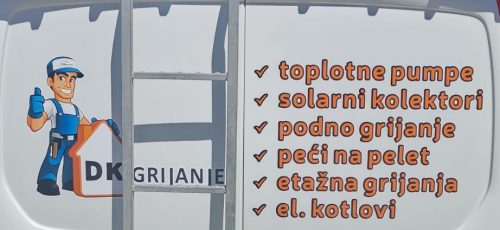 DK GRIJANJE
✓ toplotne pumpe
✓ solarni kolektori
✓ podno grijanje
✓ peći na pelet
✓ etažna grijanja
✓ el. kotlovi